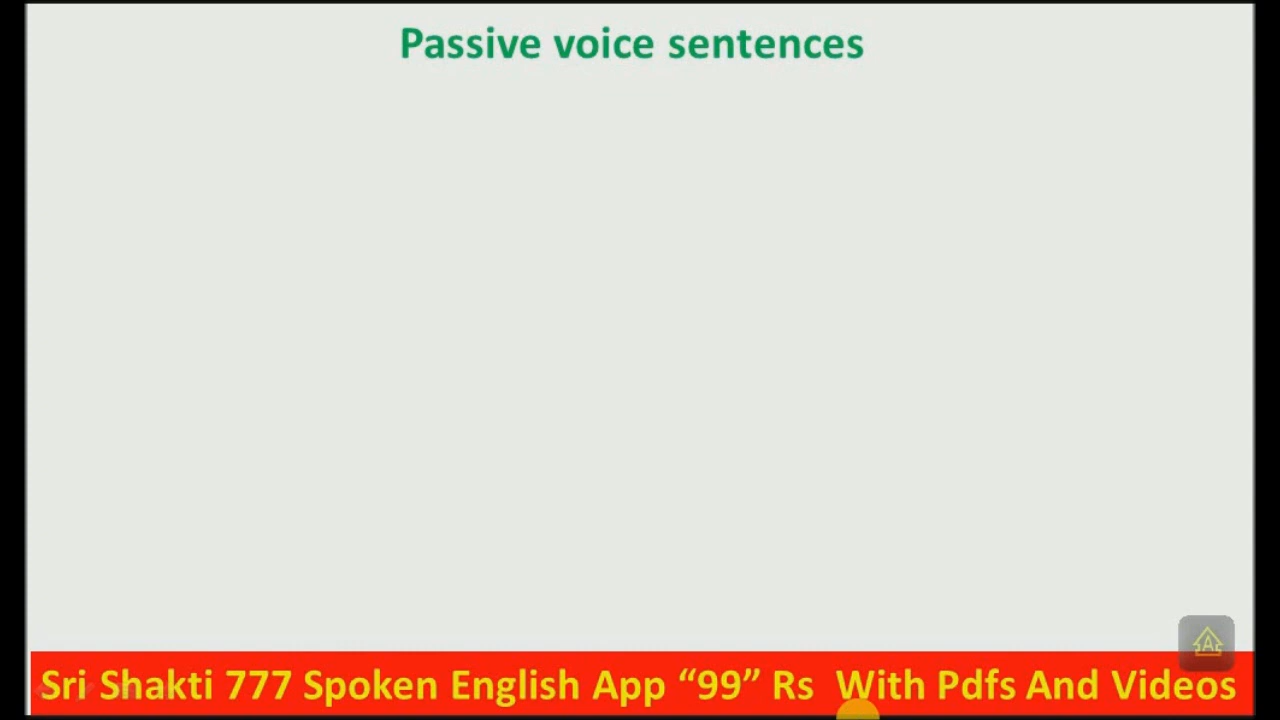 Passive voice sentences
A
Sri Shakti 777 Spoken English App “99” Rs With Pdfs And Videos